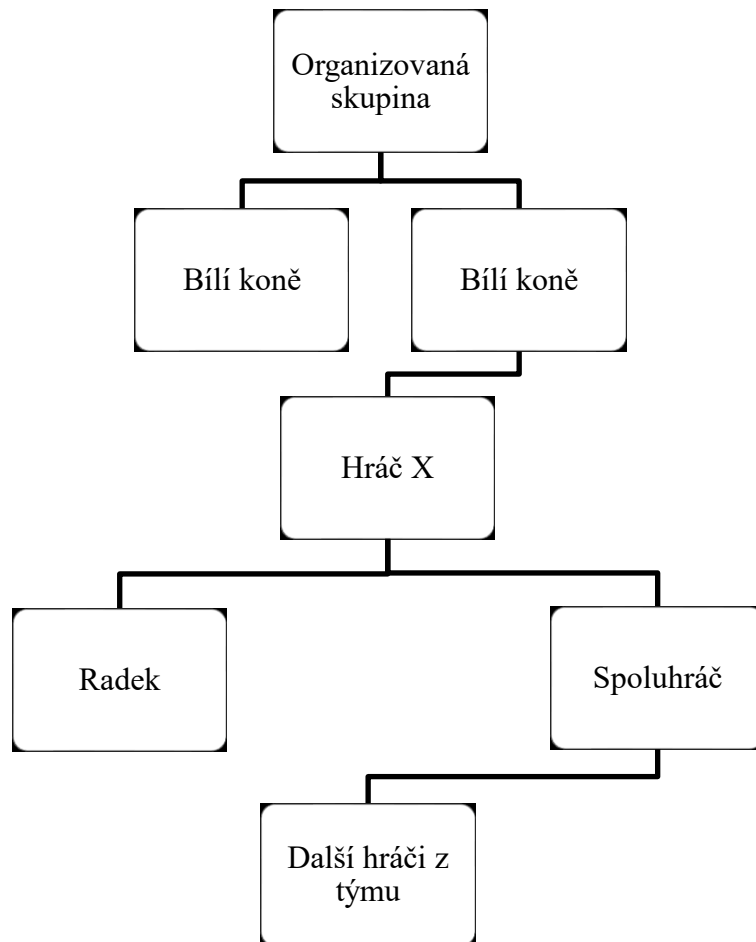 Organizovaná
skupina
Bílí koně
Bílí koně
Hráč X
Radek
Spoluhráč
Další hráči z
týmu